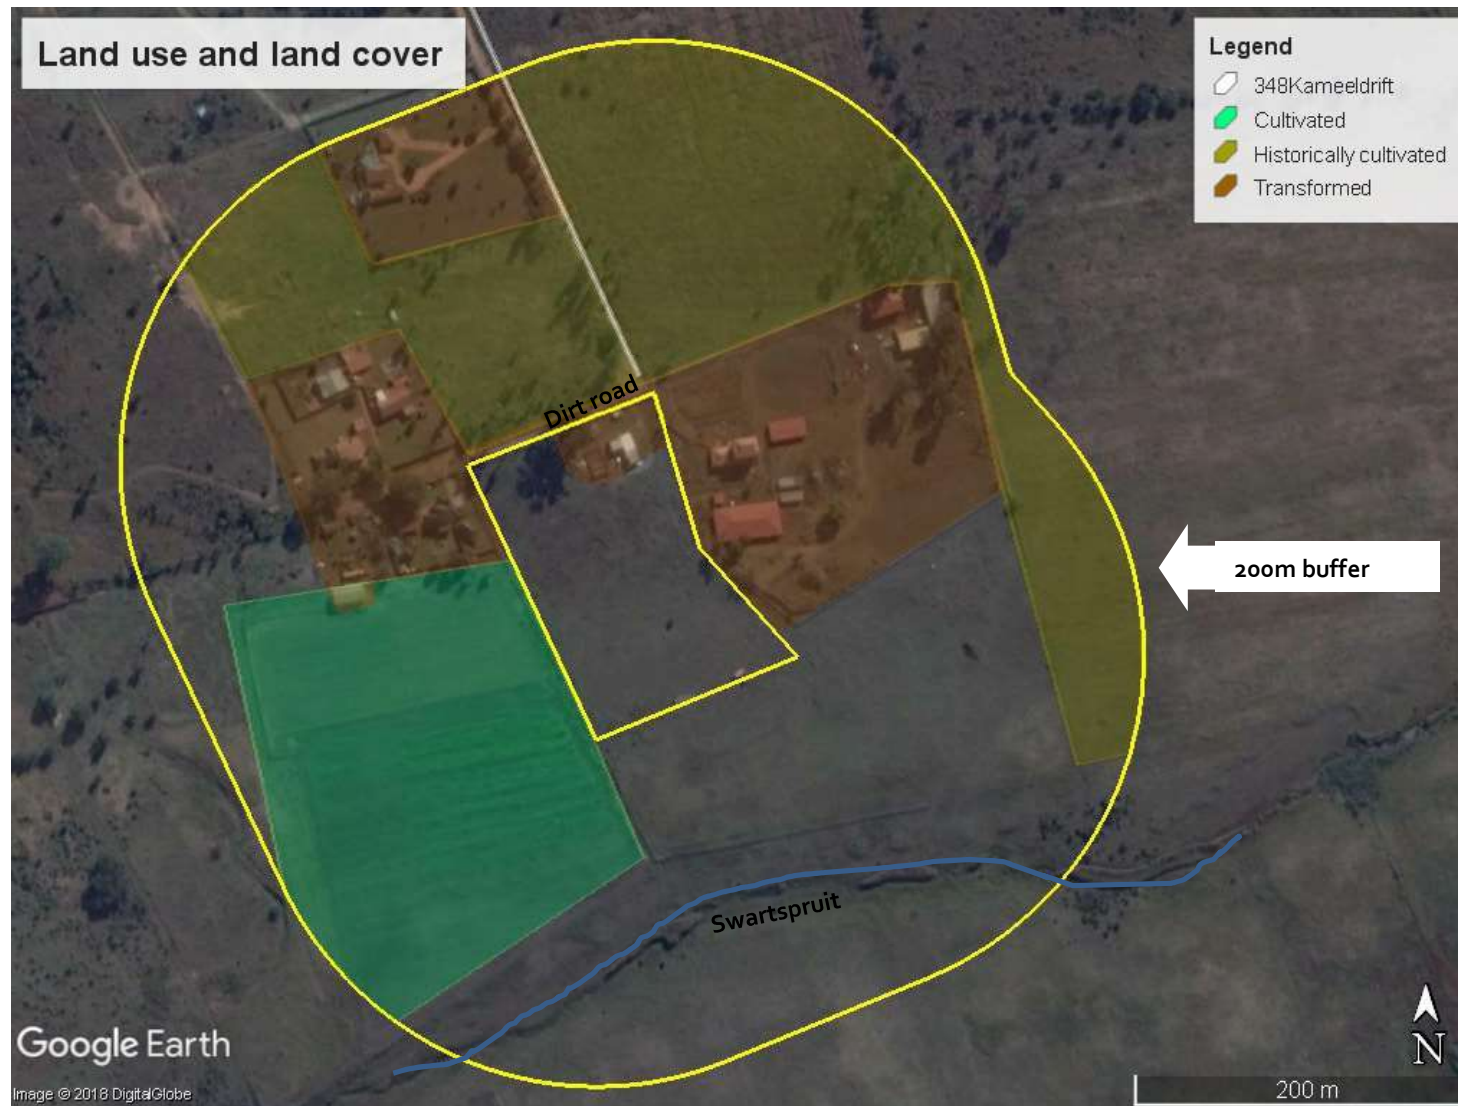 Land use and land cover
Legend
348Kameeldrift
Cultivated
Historically cultivated
Transformed
Dirt road
200m buffer
Swartspruit
Google Earth
N
Image © 2018 DigitalGlobe
200 m